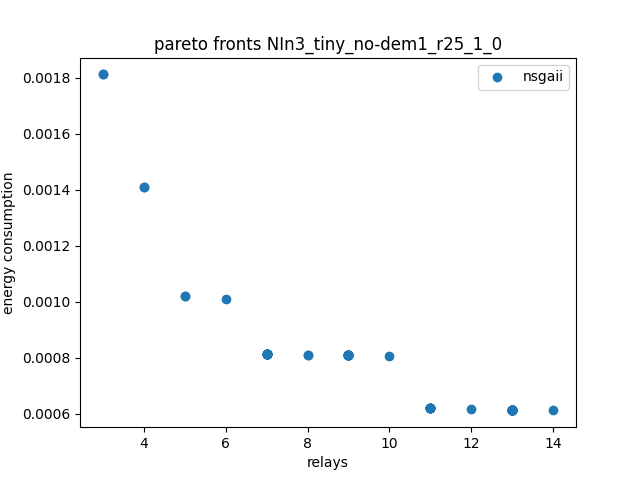 pareto fronts NIn3_tiny_no-dem1_r25_1_0
nsgaii
0.0018
0.0016
0.0014
0.0012
0.0010
0.0008
0.0006
energy consumption
4 6 8 10 12 14
relays